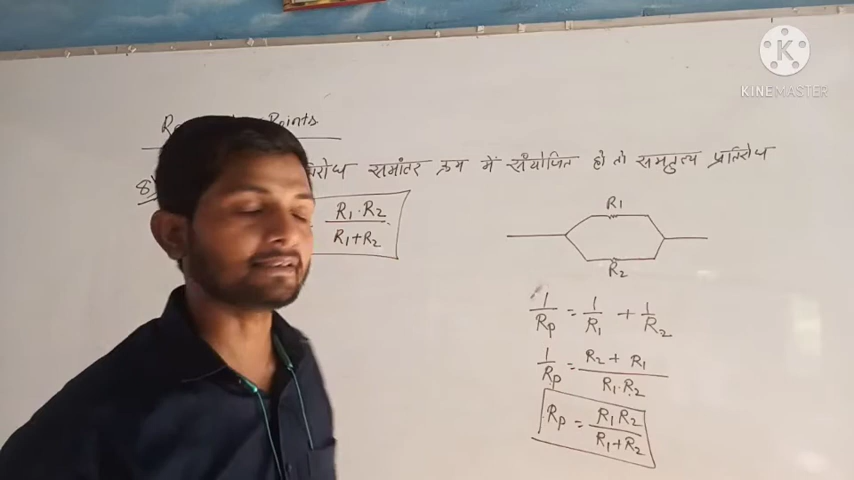 K
KINEMASTER
Points
8)
समांतर क्रम में संयोजित हो तो समतुल्य प्रतिरोध
R₁·R₂
R₁+R₂
R₁
R₂
1/Rp = 1/R₁ + 1/R₂
1/Rp = R₂+R₁ / R₁·R₂
Rp = R₁R₂ / R₁+R₂